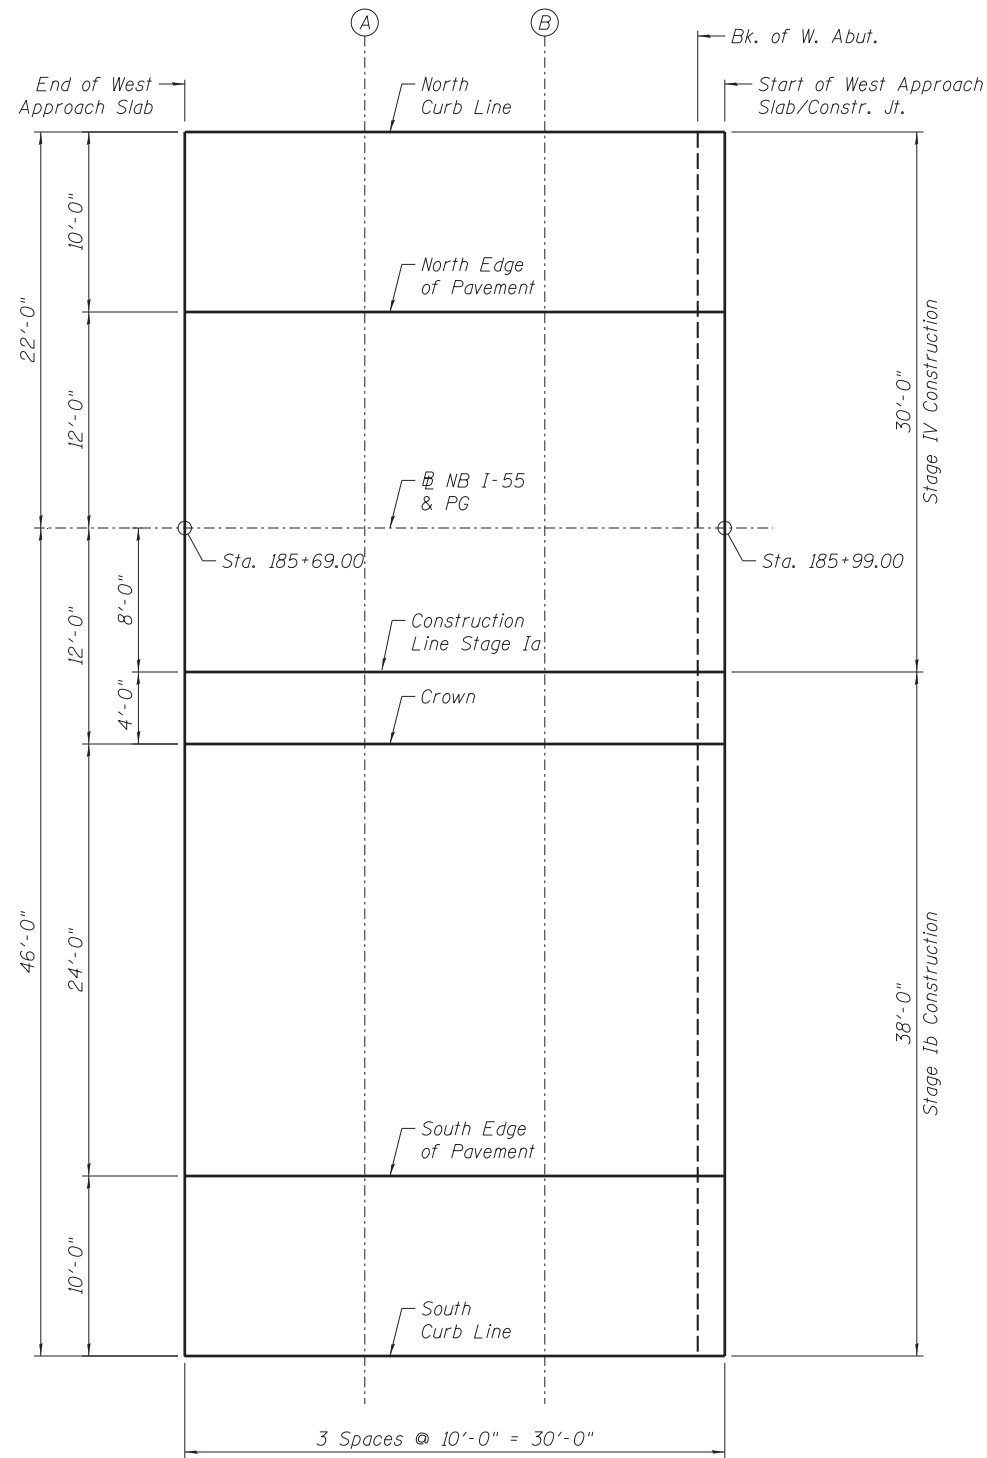 A
B
Bk. of W. Abut.
End of West
Approach Slab
North
Curb Line
Start of West Approach
Slab/Constr. Jt.
10'-0"
22'-0"
North Edge
of Pavement
12'-0"
30'-0"
Stage IV Construction
℄ NB I-55
& PG
Sta. 185+69.00
Sta. 185+99.00
8'-0"
12'-0"
Construction
Line Stage Ia
4'-0"
Crown
46'-0"
24'-0"
38'-0"
Stage Ib Construction
South Edge
of Pavement
10'-0"
South
Curb Line
3 Spaces @ 10'-0" = 30'-0"